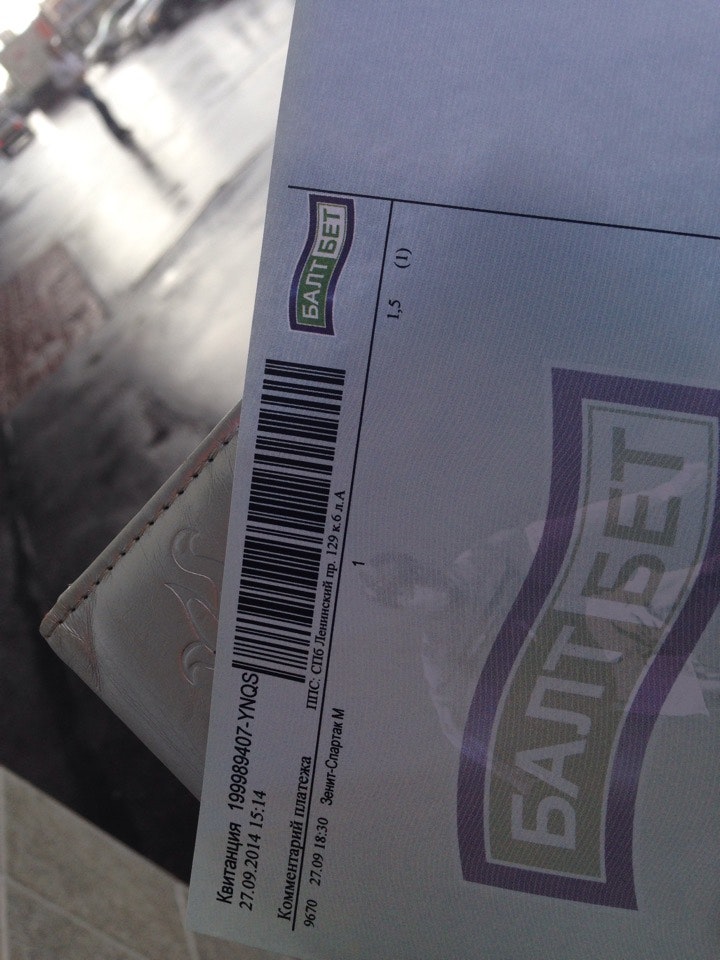 Квитанция 199989407-YNQS
27.09.2014 15:14
БАЛТ БЕТ
Комментарий платежа ППС: СПб Ленинский пр. 129 к.6 л.А
9670 27.09 18:30 Зенит-Спартак М 1 1,5 (1)
БАЛТ БЕТ